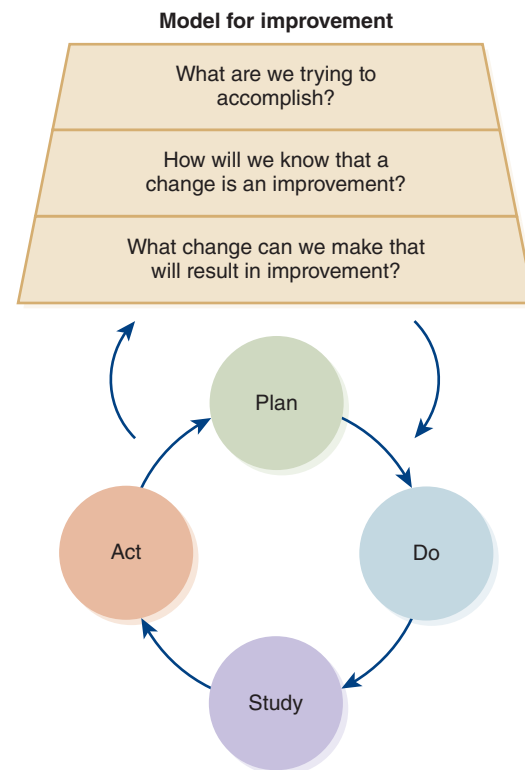 Model for improvement
What are we trying to
accomplish?
How will we know that a
change is an improvement?
What change can we make that
will result in improvement?
Plan
Act
Do
Study